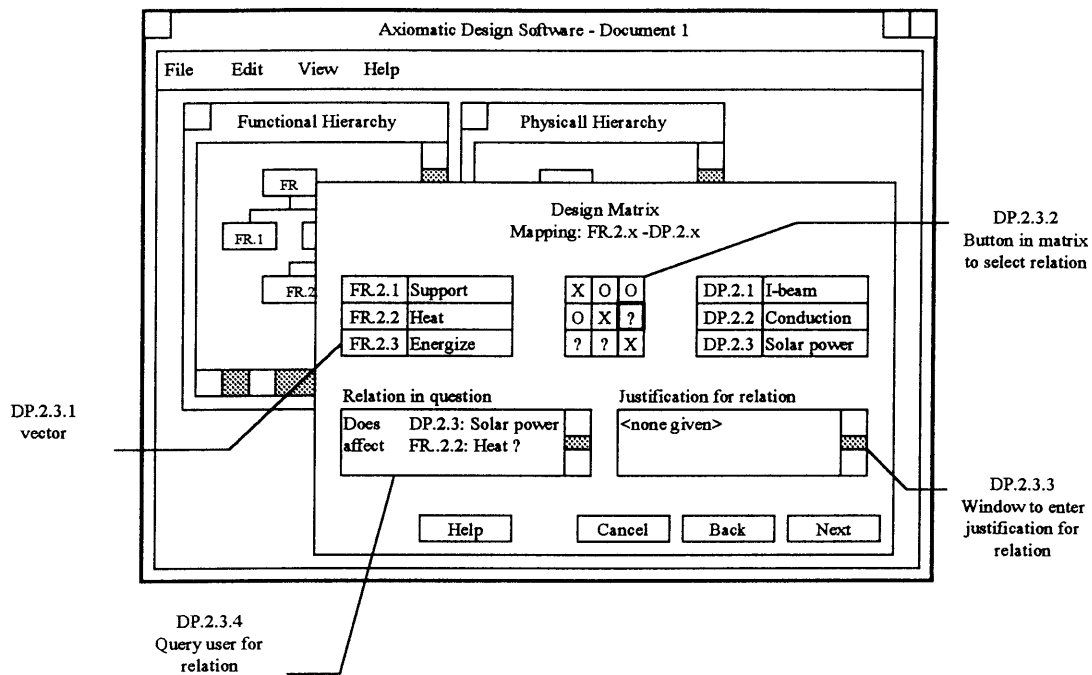 Axiomatic Design Software - Document 1
File Edit View Help
Functional Hierarchy
Physicall Hierarchy
FR
FR.1
FR.2
Design Matrix
Mapping: FR.2.x -DP.2.x
FR.2.1 Support
FR.2.2 Heat
FR.2.3 Energize
X O O
O X ?
? ? X
DP.2.1 I-beam
DP.2.2 Conduction
DP.2.3 Solar power
Relation in question
Does DP.2.3: Solar power
affect FR..2.2: Heat ?
Justification for relation
<none given>
Help Cancel Back Next
DP.2.3.1
vector
DP.2.3.2
Button in matrix
to select relation
DP.2.3.3
Window to enter
justification for
relation
DP.2.3.4
Query user for
relation